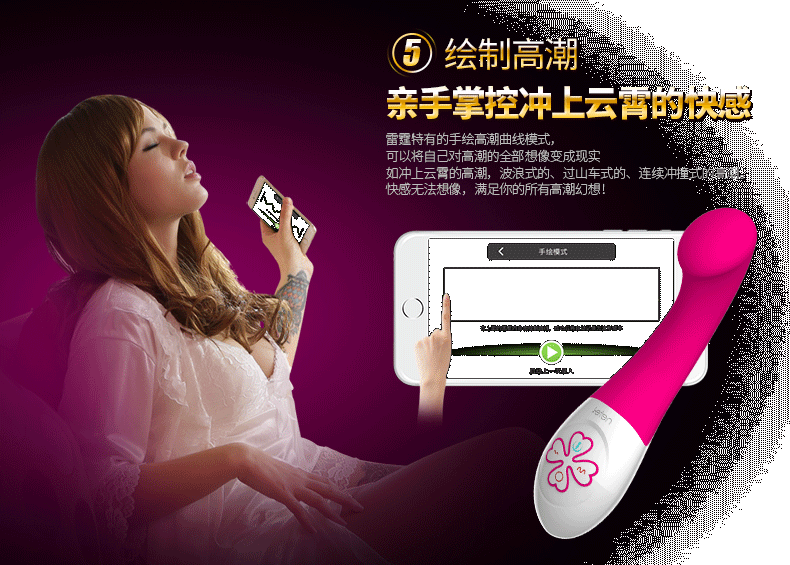 5 绘制高潮
亲手掌控冲上云霄的快感
雷霆特有的手绘高潮曲线模式，
可以将自己对高潮的全部想像变成现实
如冲上云霄的高潮，波浪式的、过山车式的、连续冲撞式的高潮，
快感无法想像，满足你的所有高潮幻想！
手绘模式